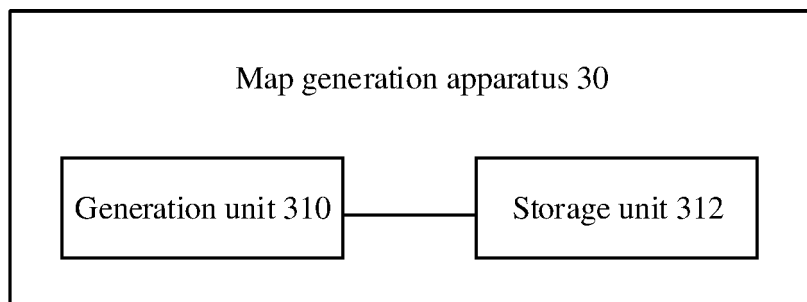 Map generation apparatus 30
Generation unit 310
Storage unit 312